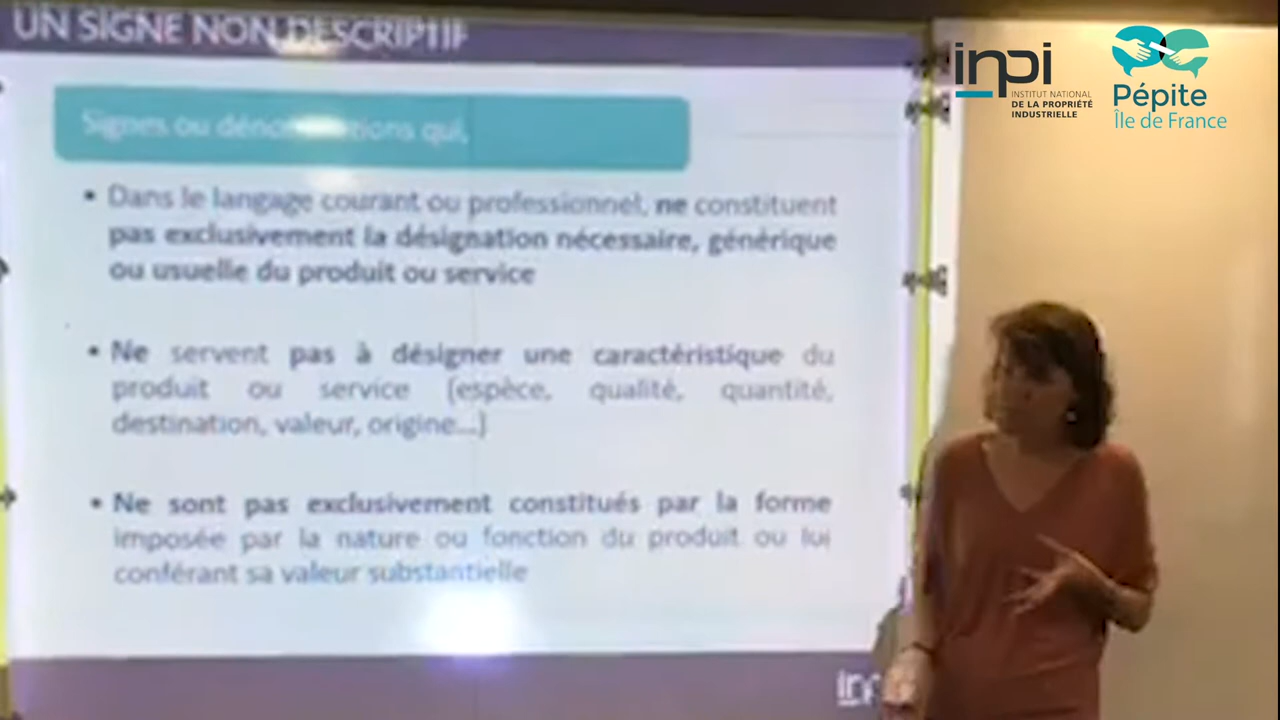 UN SIGNE NON DESCRIPTIF
Signes ou dénominations qui,
▪ Dans le langage courant ou professionnel, ne constituent
pas exclusivement la désignation nécessaire, générique
ou usuelle du produit ou service
▪ Ne servent pas à désigner une caractéristique du
produit ou service (espèce, qualité, quantité,
destination, valeur, origine...)
▪ Ne sont pas exclusivement constitués par la forme
imposée par la nature ou fonction du produit ou lui
conférant sa valeur substantielle
inpi
INSTITUT NATIONAL
DE LA PROPRIÉTÉ
INDUSTRIELLE
Pépite
Île de France